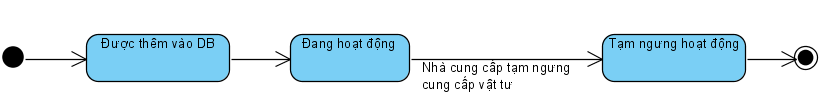 Được thêm vào DB
Đang hoạt động
Nhà cung cấp tạm ngưng
cung cấp vật tư
Tạm ngưng hoạt động